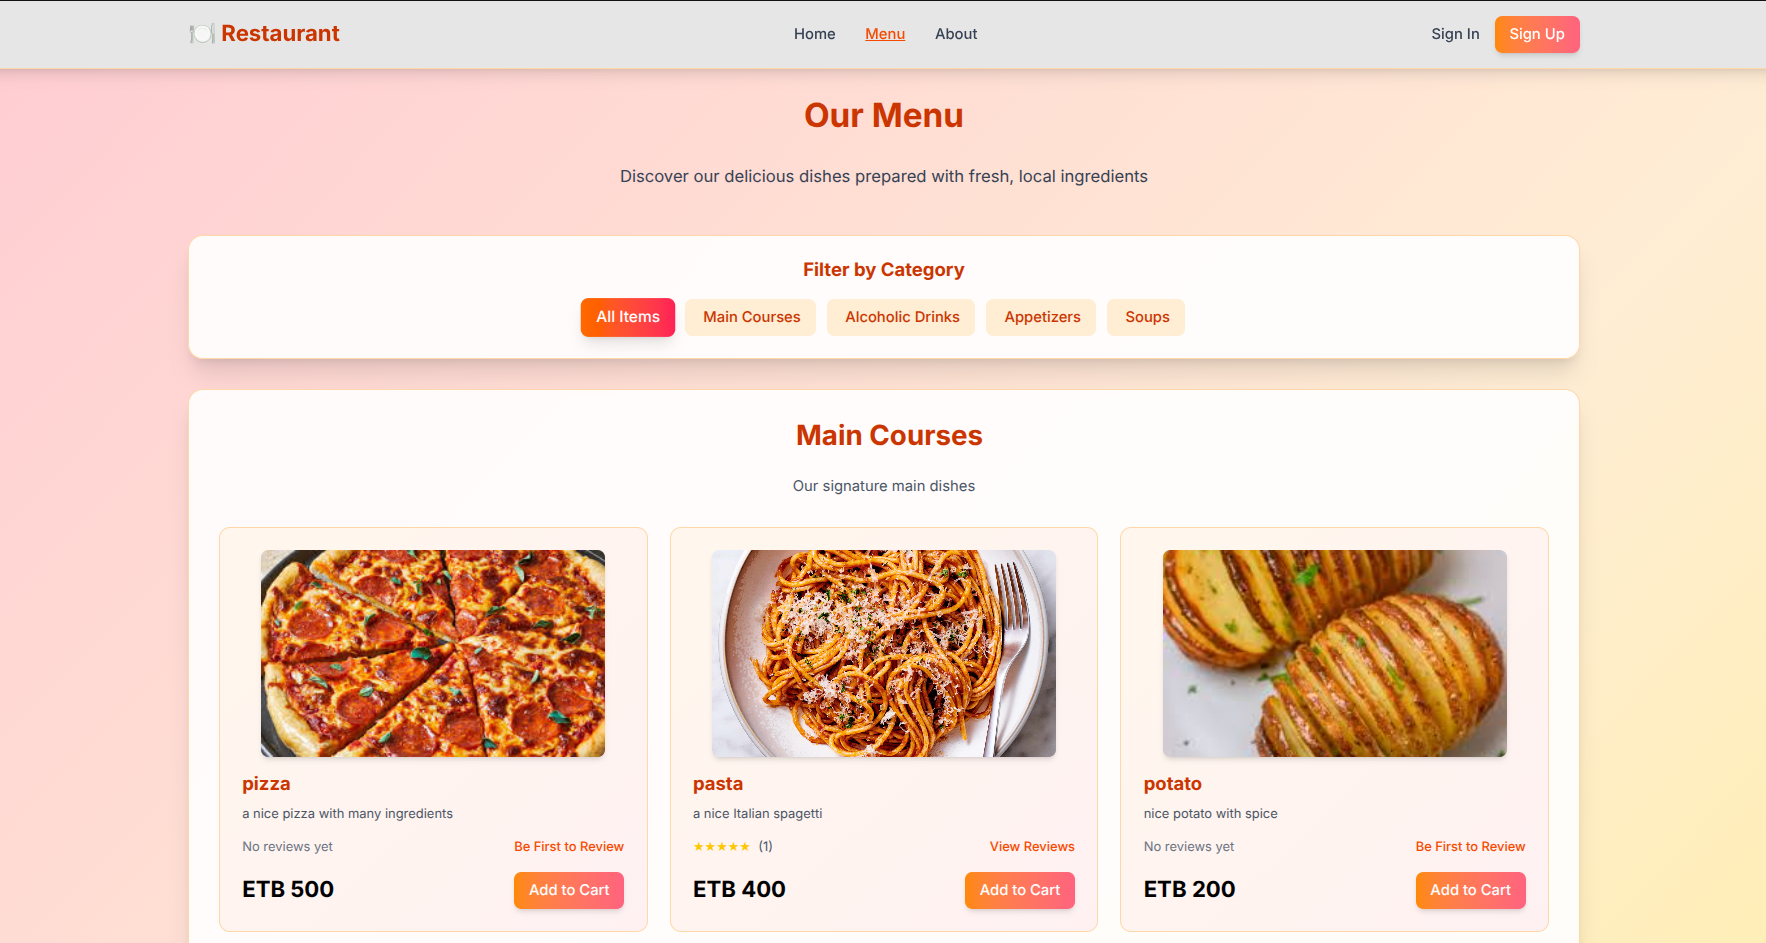 🍽️ Restaurant
Home Menu About
Sign In Sign Up
Our Menu
Discover our delicious dishes prepared with fresh, local ingredients
Filter by Category
All Items Main Courses Alcoholic Drinks Appetizers Soups
Main Courses
Our signature main dishes
pizza
a nice pizza with many ingredients
No reviews yet Be First to Review
ETB 500 Add to Cart
pasta
a nice Italian spagetti
★★★★★ (1) View Reviews
ETB 400 Add to Cart
potato
nice potato with spice
No reviews yet Be First to Review
ETB 200 Add to Cart